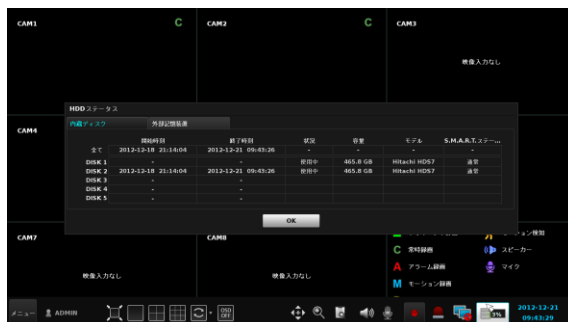 CAM1 C CAM2 C CAM3
映像入力なし
HDDステータス
内蔵ディスク 外部記憶装置
CAM4
開始時刻 終了時刻 状況 容量 モデル S.M.A.R.T.ステー...
全て 2012-12-18 21:14:04 2012-12-21 09:43:26 - - - -
DISK 1 - - 使用中 465.8 GB Hitachi HDS7 通常
DISK 2 2012-12-18 21:14:04 2012-12-21 09:43:26 使用中 465.8 GB Hitachi HDS7 通常
DISK 3 - -
DISK 4 - -
DISK 5 - -
OK
CAM7 CAM8
C 常時録画 スピーカー
映像入力なし 映像入力なし A アラーム録画 マイク
M モーション録画
メニュー ADMIN OSD OFF 3% 2012-12-21
09:43:29